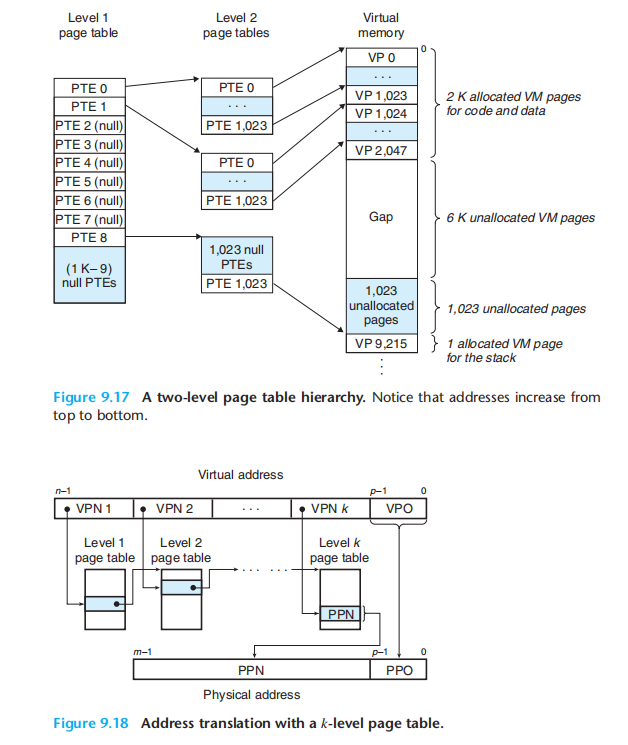 Level 1
page table
Level 2
page tables
Virtual
memory
0
PTE 0
PTE 1
PTE 2 (null)
PTE 3 (null)
PTE 4 (null)
PTE 5 (null)
PTE 6 (null)
PTE 7 (null)
PTE 8
(1 K– 9)
null PTEs
PTE 0
. . .
PTE 1,023
PTE 0
. . .
PTE 1,023
1,023 null
PTEs
PTE 1,023
VP 0
. . .
VP 1,023
VP 1,024
. . .
VP 2,047
Gap
1,023
unallocated
pages
VP 9,215
. . .
2 K allocated VM pages
for code and data
6 K unallocated VM pages
1,023 unallocated pages
1 allocated VM page
for the stack
Figure 9.17 A two-level page table hierarchy. Notice that addresses increase from
top to bottom.
Virtual address
n–1 p–1 0
VPN 1 VPN 2 . . . VPN k VPO
Level 1
page table
Level 2
page table
. . . . . .
Level k
page table
PPN
m–1 p–1 0
PPN PPO
Physical address
Figure 9.18 Address translation with a k-level page table.